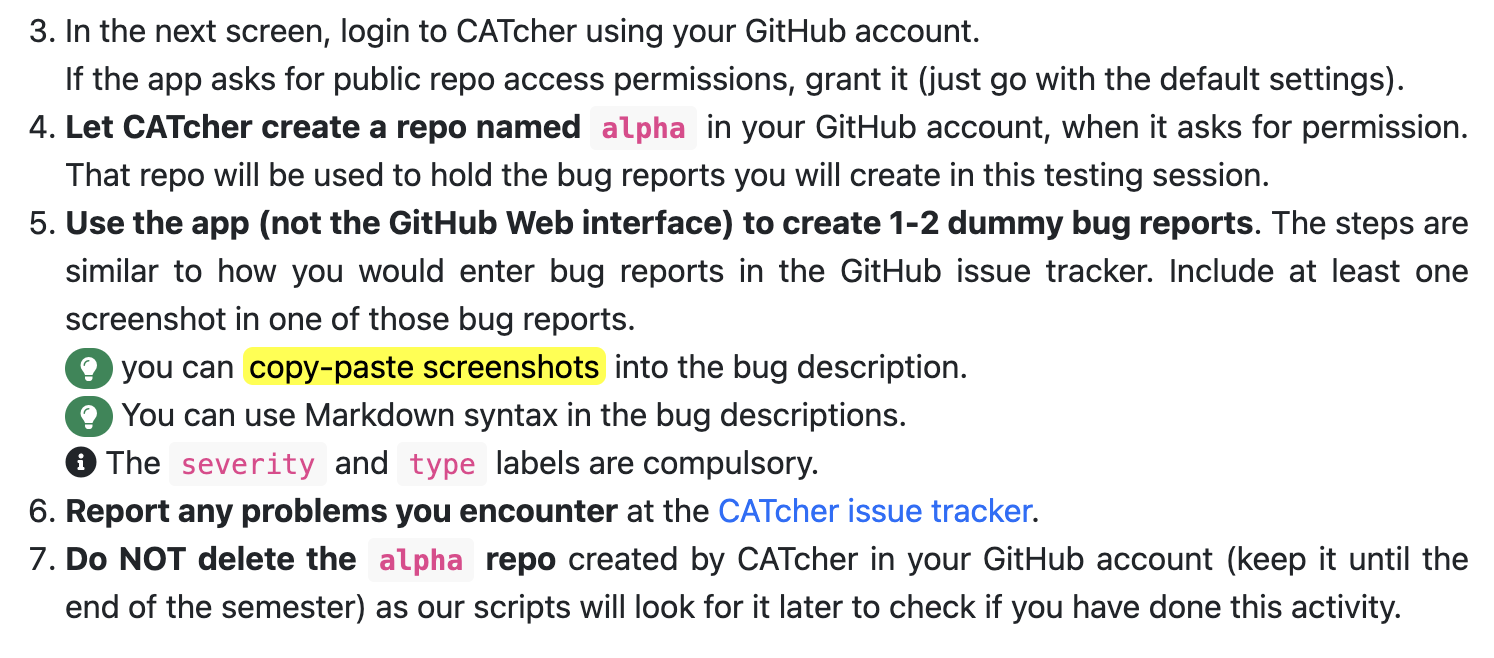 3. In the next screen, login to CATcher using your GitHub account.
If the app asks for public repo access permissions, grant it (just go with the default settings).
4. Let CATcher create a repo named alpha in your GitHub account, when it asks for permission.
That repo will be used to hold the bug reports you will create in this testing session.
5. Use the app (not the GitHub Web interface) to create 1-2 dummy bug reports. The steps are
similar to how you would enter bug reports in the GitHub issue tracker. Include at least one
screenshot in one of those bug reports.
you can copy-paste screenshots into the bug description.
You can use Markdown syntax in the bug descriptions.
The severity and type labels are compulsory.
6. Report any problems you encounter at the CATcher issue tracker.
7. Do NOT delete the alpha repo created by CATcher in your GitHub account (keep it until the
end of the semester) as our scripts will look for it later to check if you have done this activity.